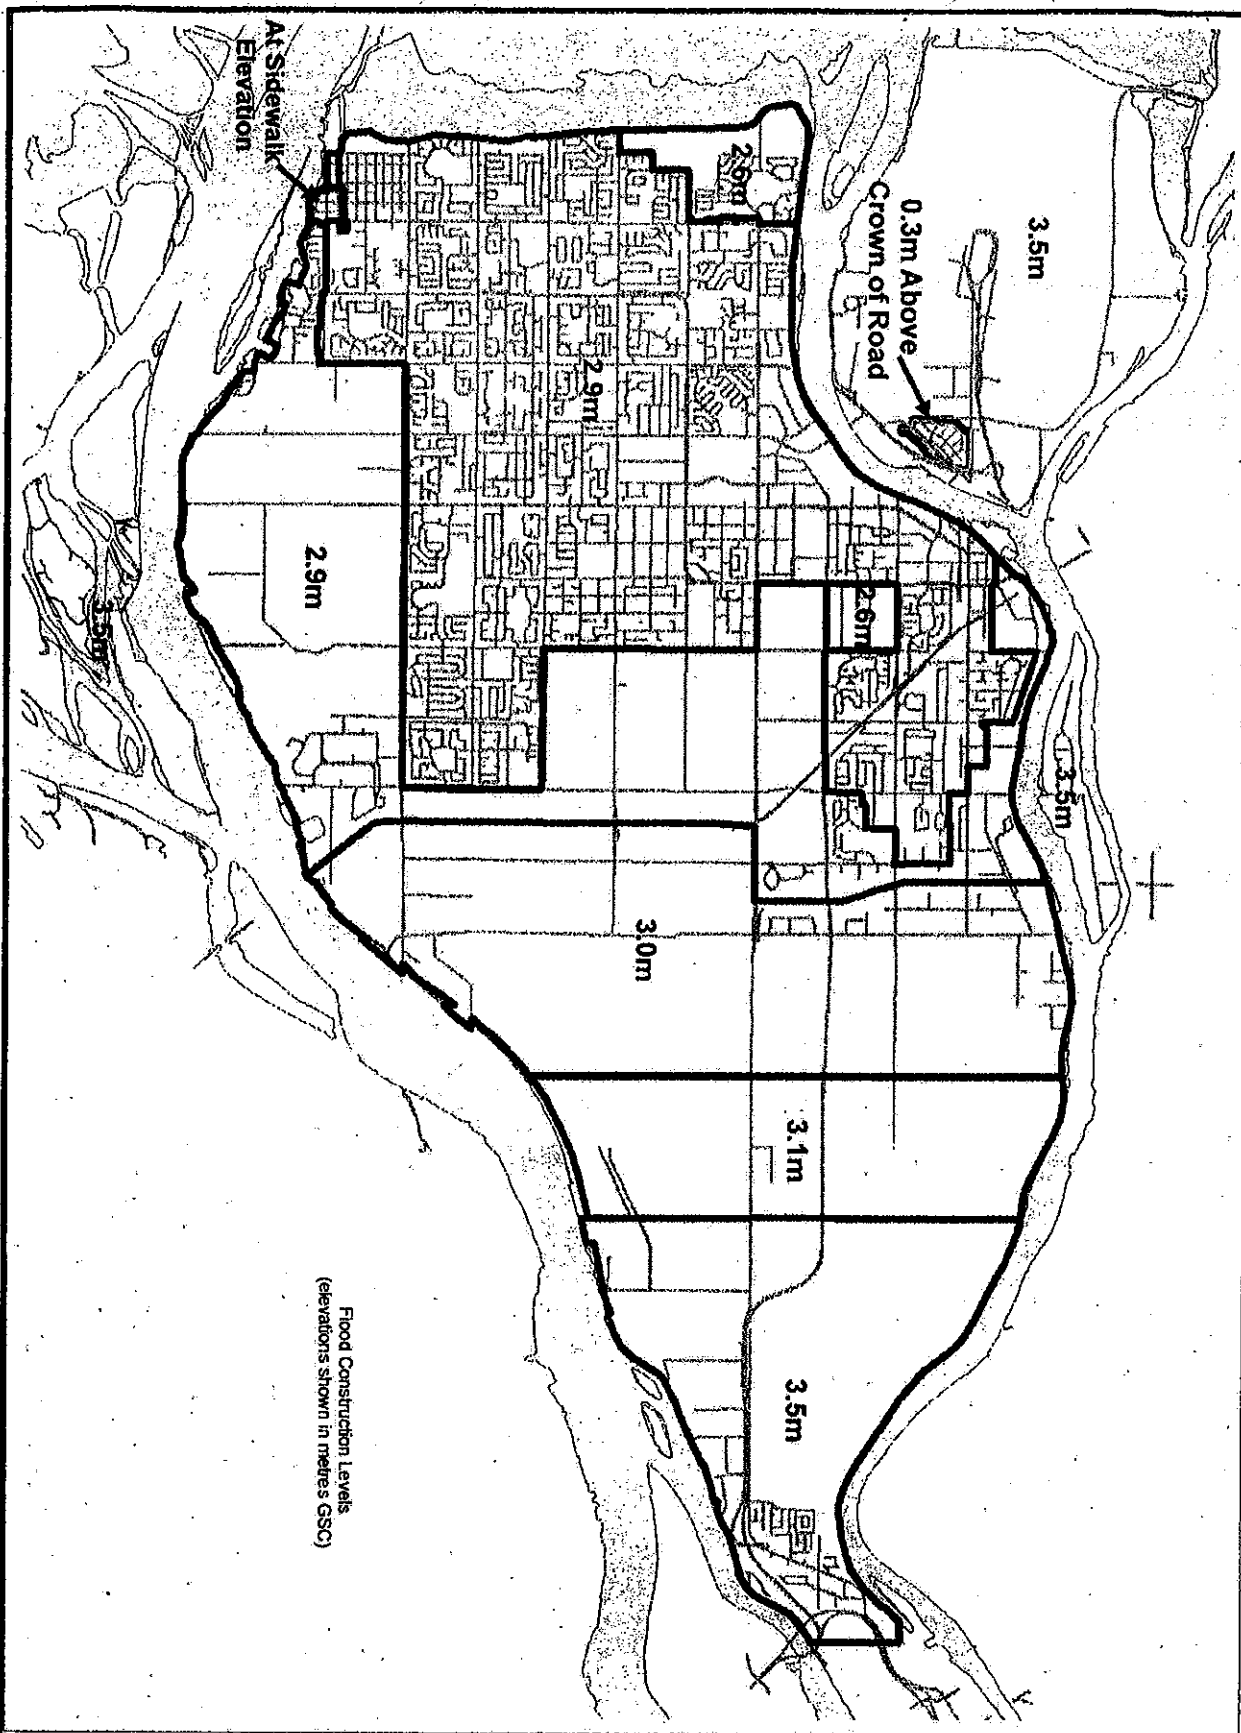 3.5m
0.3m Above
Crown of Road
2.6m
At Sidewalk
Elevation
2.9m
2.9m
2.6m
3.5m
3.5m
3.0m
3.1m
3.5m
Flood Construction Levels
(elevations shown in metres GSC)